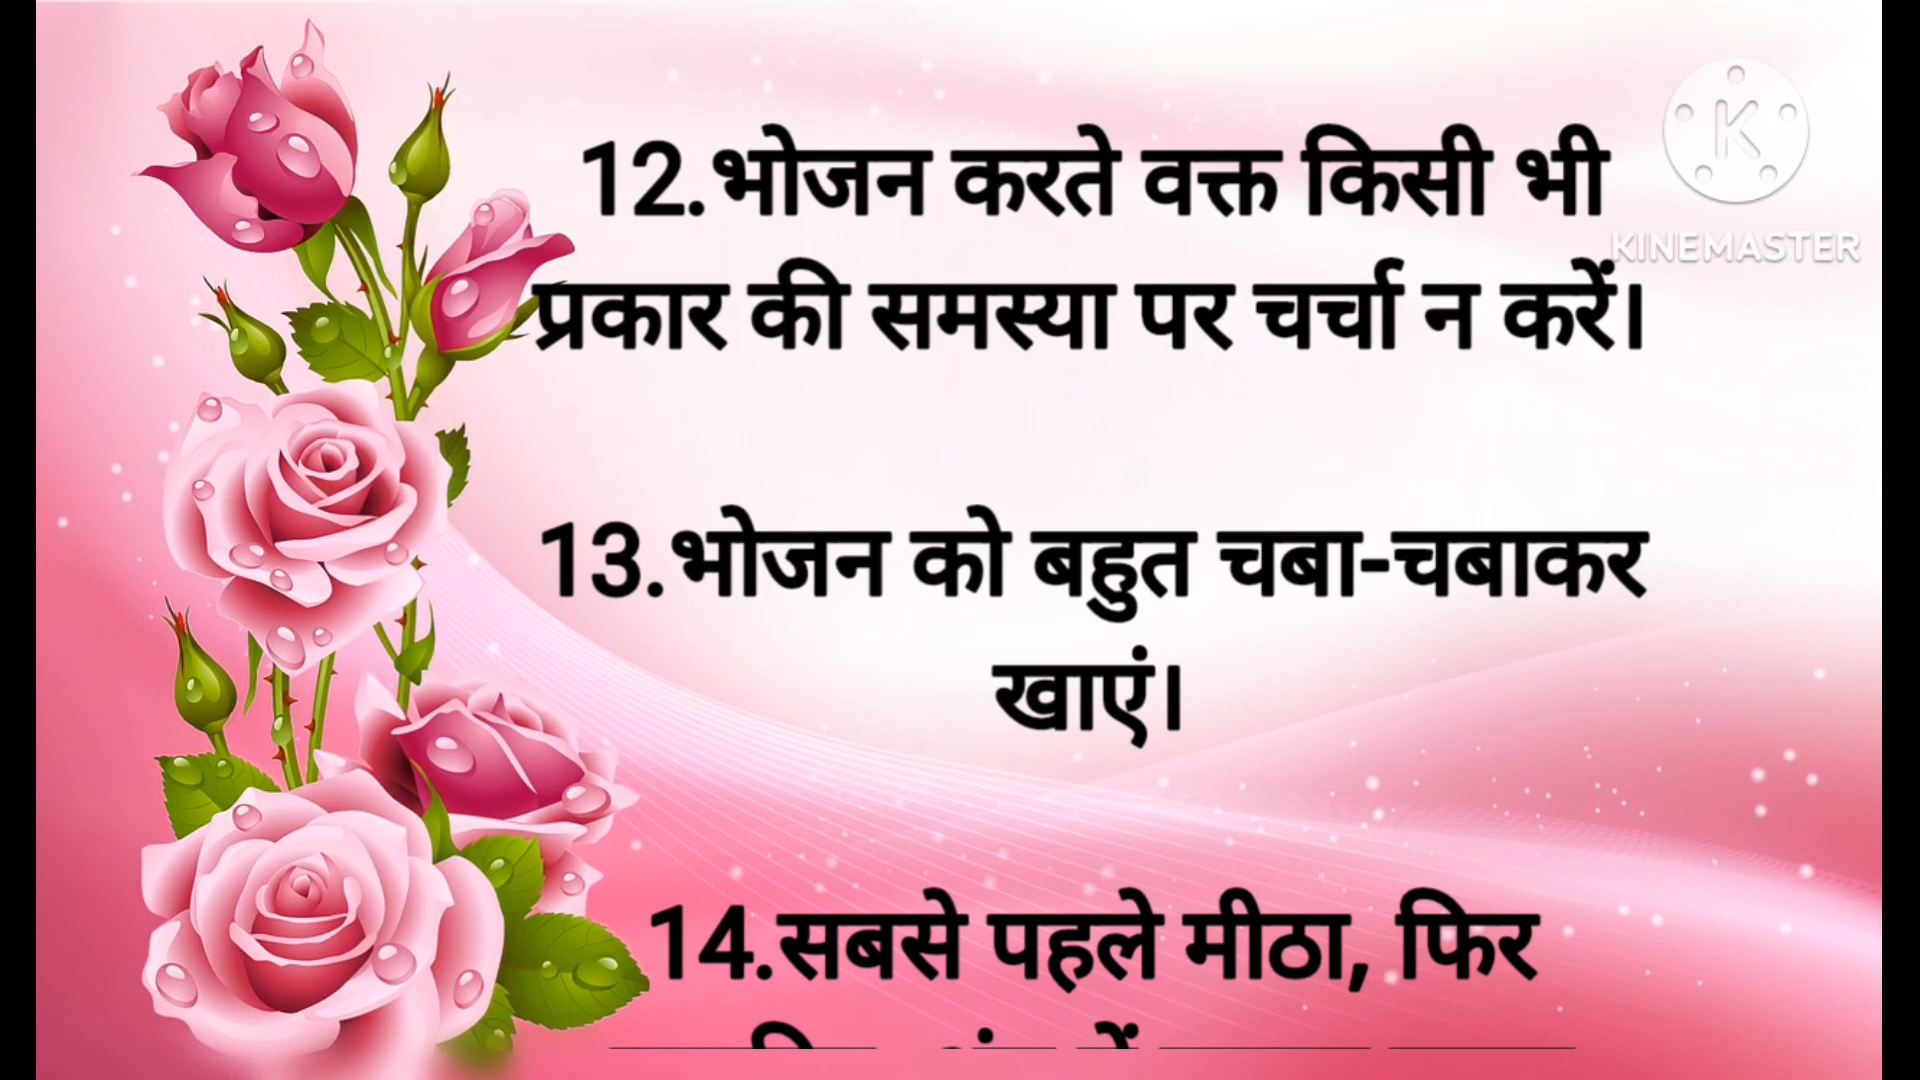 12.भोजन करते वक्त किसी भी
प्रकार की समस्या पर चर्चा न करें।
13.भोजन को बहुत चबा-चबाकर
खाएं।
14.सबसे पहले मीठा, फिर
K
KINEMASTER